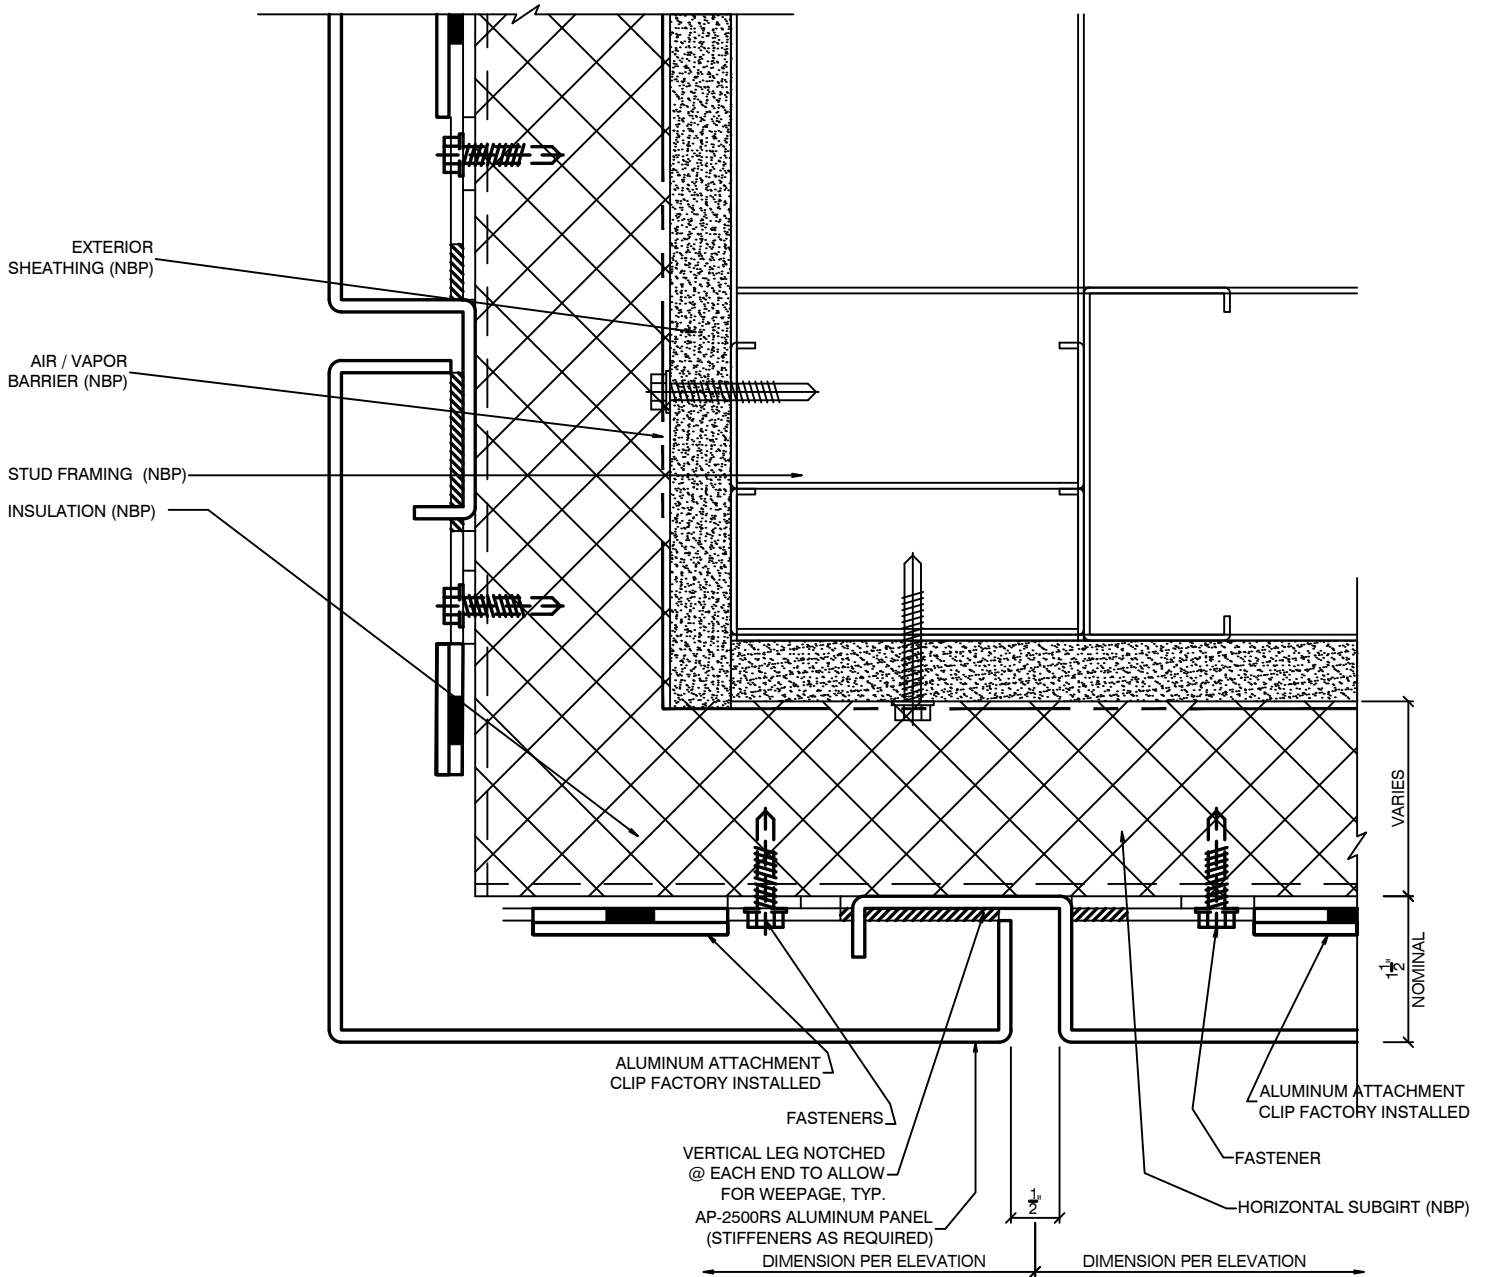 EXTERIOR
SHEATHING (NBP)
AIR / VAPOR
BARRIER (NBP)
STUD FRAMING (NBP)
INSULATION (NBP)
VARIES
1 1/2"
NOMINAL
ALUMINUM ATTACHMENT
CLIP FACTORY INSTALLED
FASTENERS
VERTICAL LEG NOTCHED
@ EACH END TO ALLOW
FOR WEEPAGE, TYP.
AP-2500RS ALUMINUM PANEL
(STIFFENERS AS REQUIRED)
1/2"
ALUMINUM ATTACHMENT
CLIP FACTORY INSTALLED
FASTENER
HORIZONTAL SUBGIRT (NBP)
DIMENSION PER ELEVATION
DIMENSION PER ELEVATION